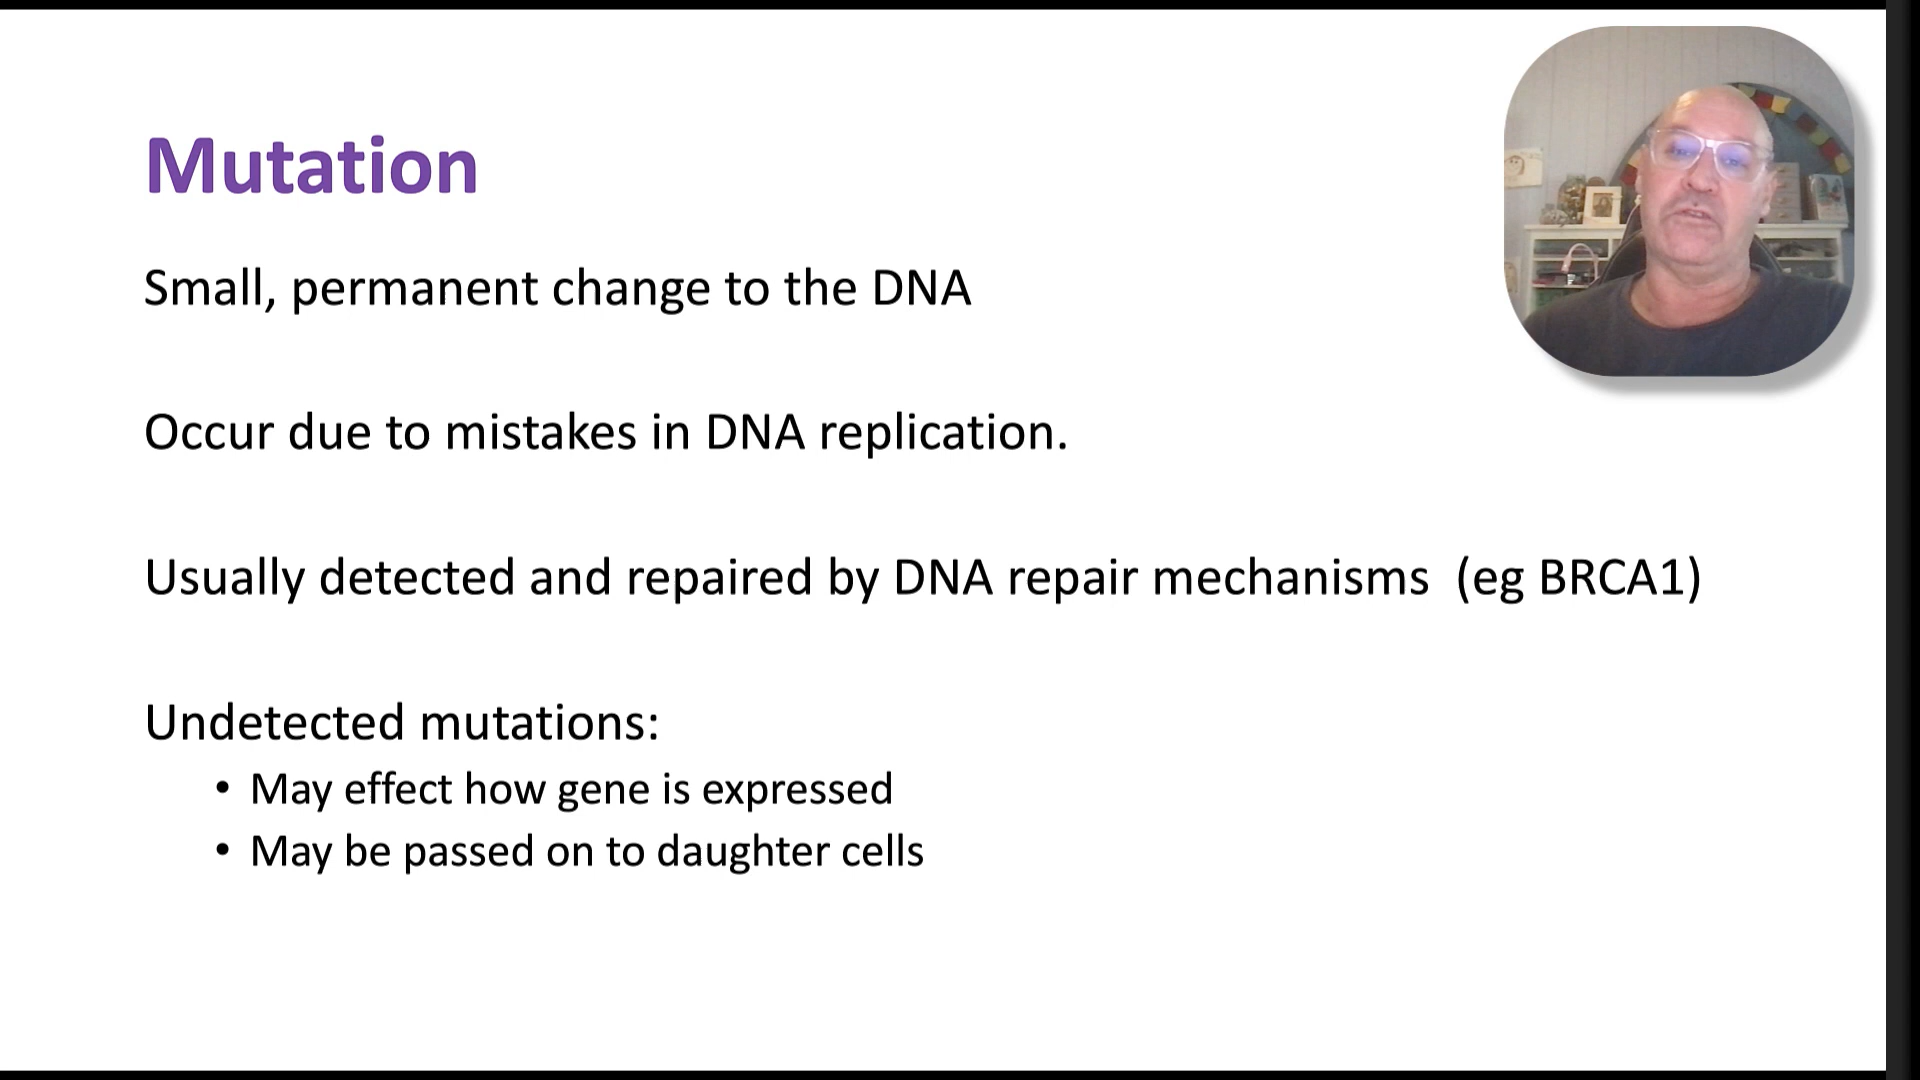 Mutation
Small, permanent change to the DNA
Occur due to mistakes in DNA replication.
Usually detected and repaired by DNA repair mechanisms  (eg BRCA1)
Undetected mutations:
• May effect how gene is expressed
• May be passed on to daughter cells